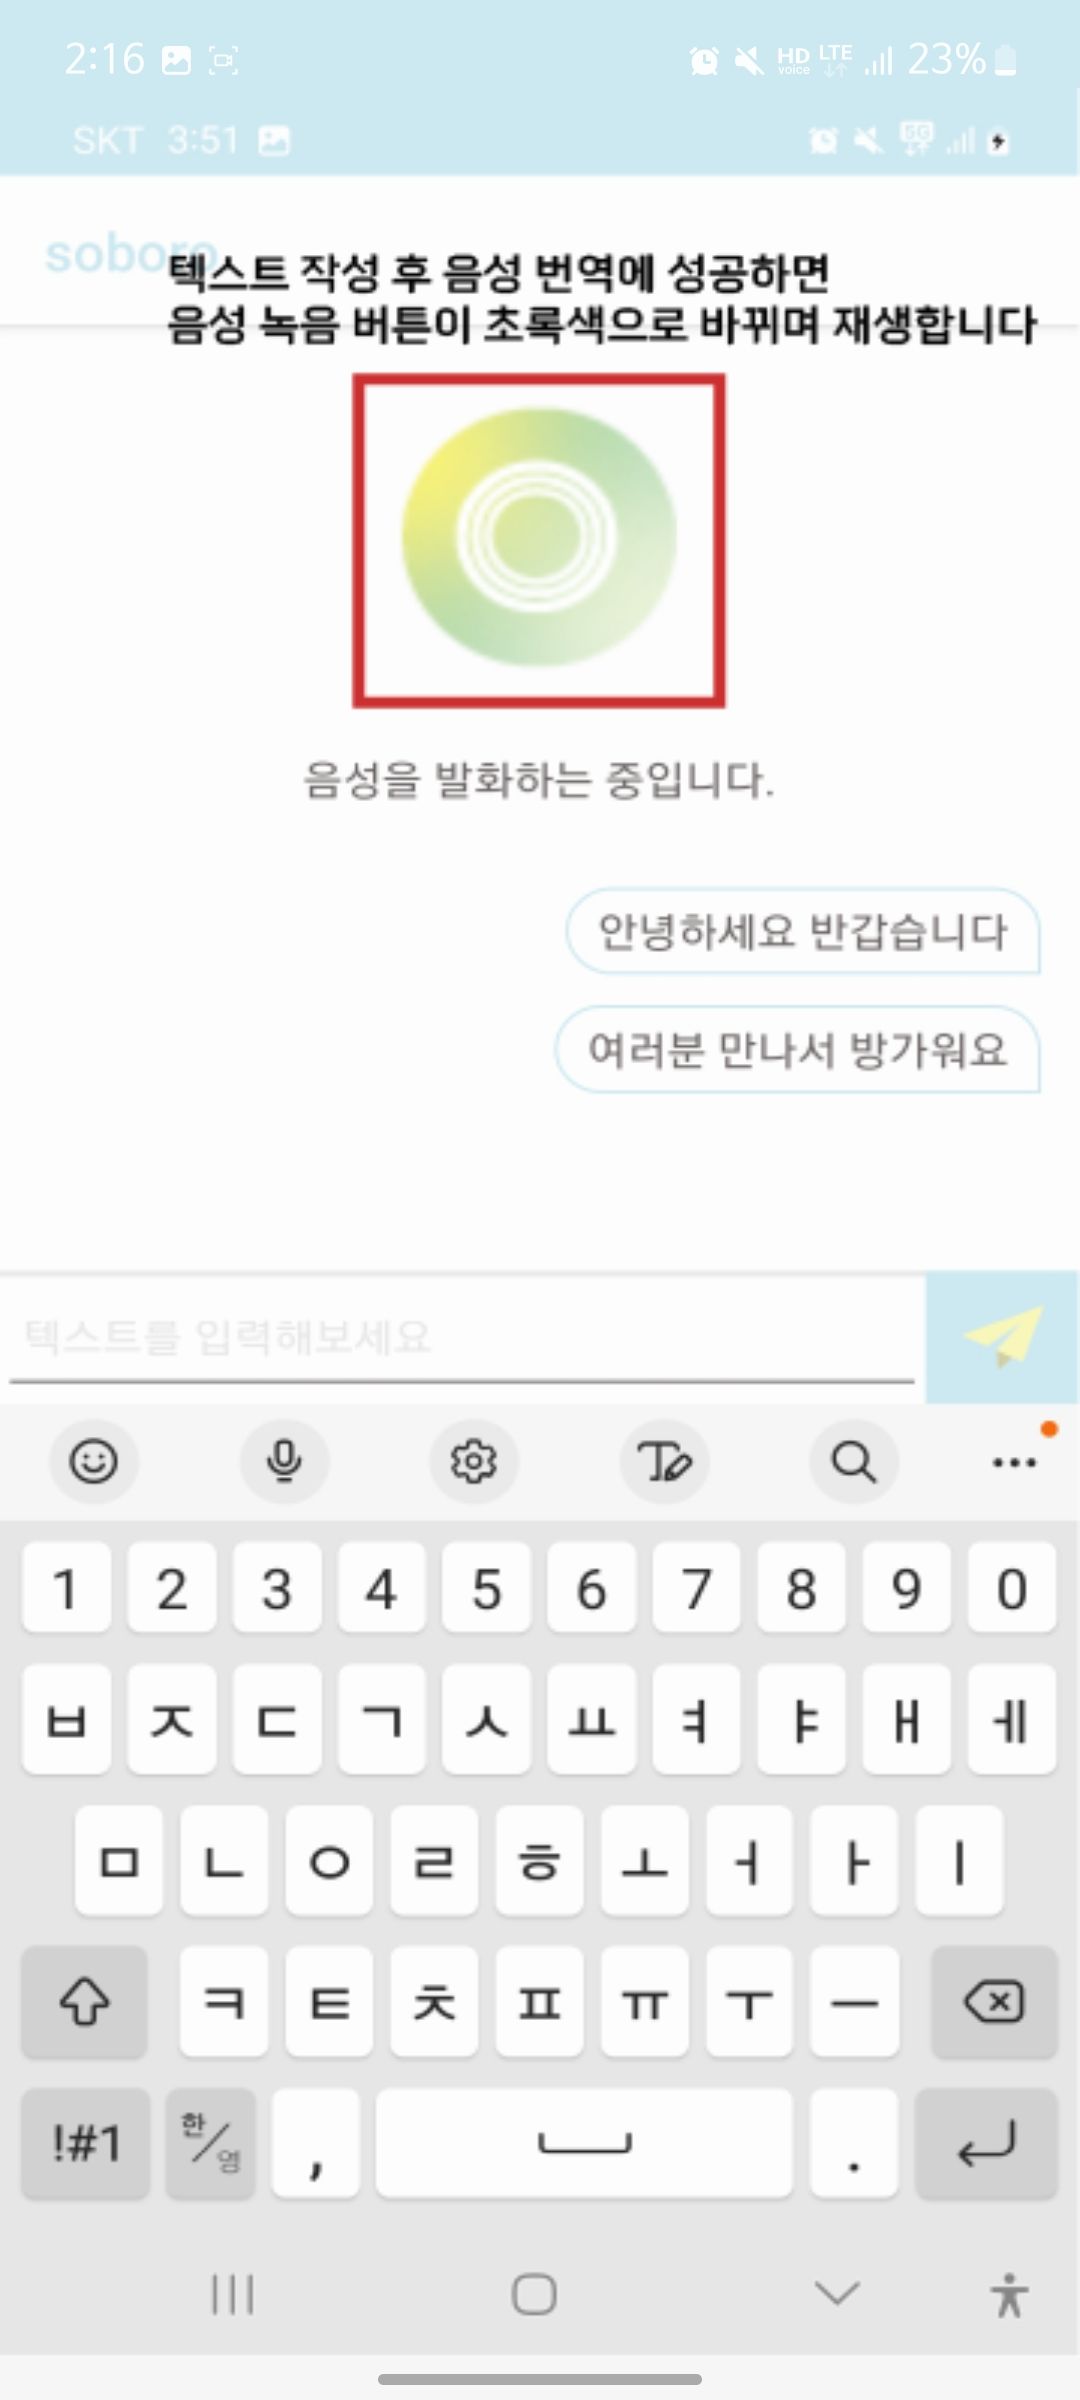 2:16 HD voice LTE 23%
SKT 3:51
soboro
텍스트 작성 후 음성 번역에 성공하면
음성 녹음 버튼이 초록색으로 바뀌며 재생합니다
음성을 발화하는 중입니다.
안녕하세요 반갑습니다
여러분 만나서 방가워요
텍스트를 입력해보세요
1 2 3 4 5 6 7 8 9 0
ㅂ ㅈ ㄷ ㄱ ㅅ ㅛ ㅕ ㅑ ㅐ ㅔ
ㅁ ㄴ ㅇ ㄹ ㅎ ㅗ ㅓ ㅏ ㅣ
ㅋ ㅌ ㅊ ㅍ ㅠ ㅜ ㅡ
!#1 한/영 , .